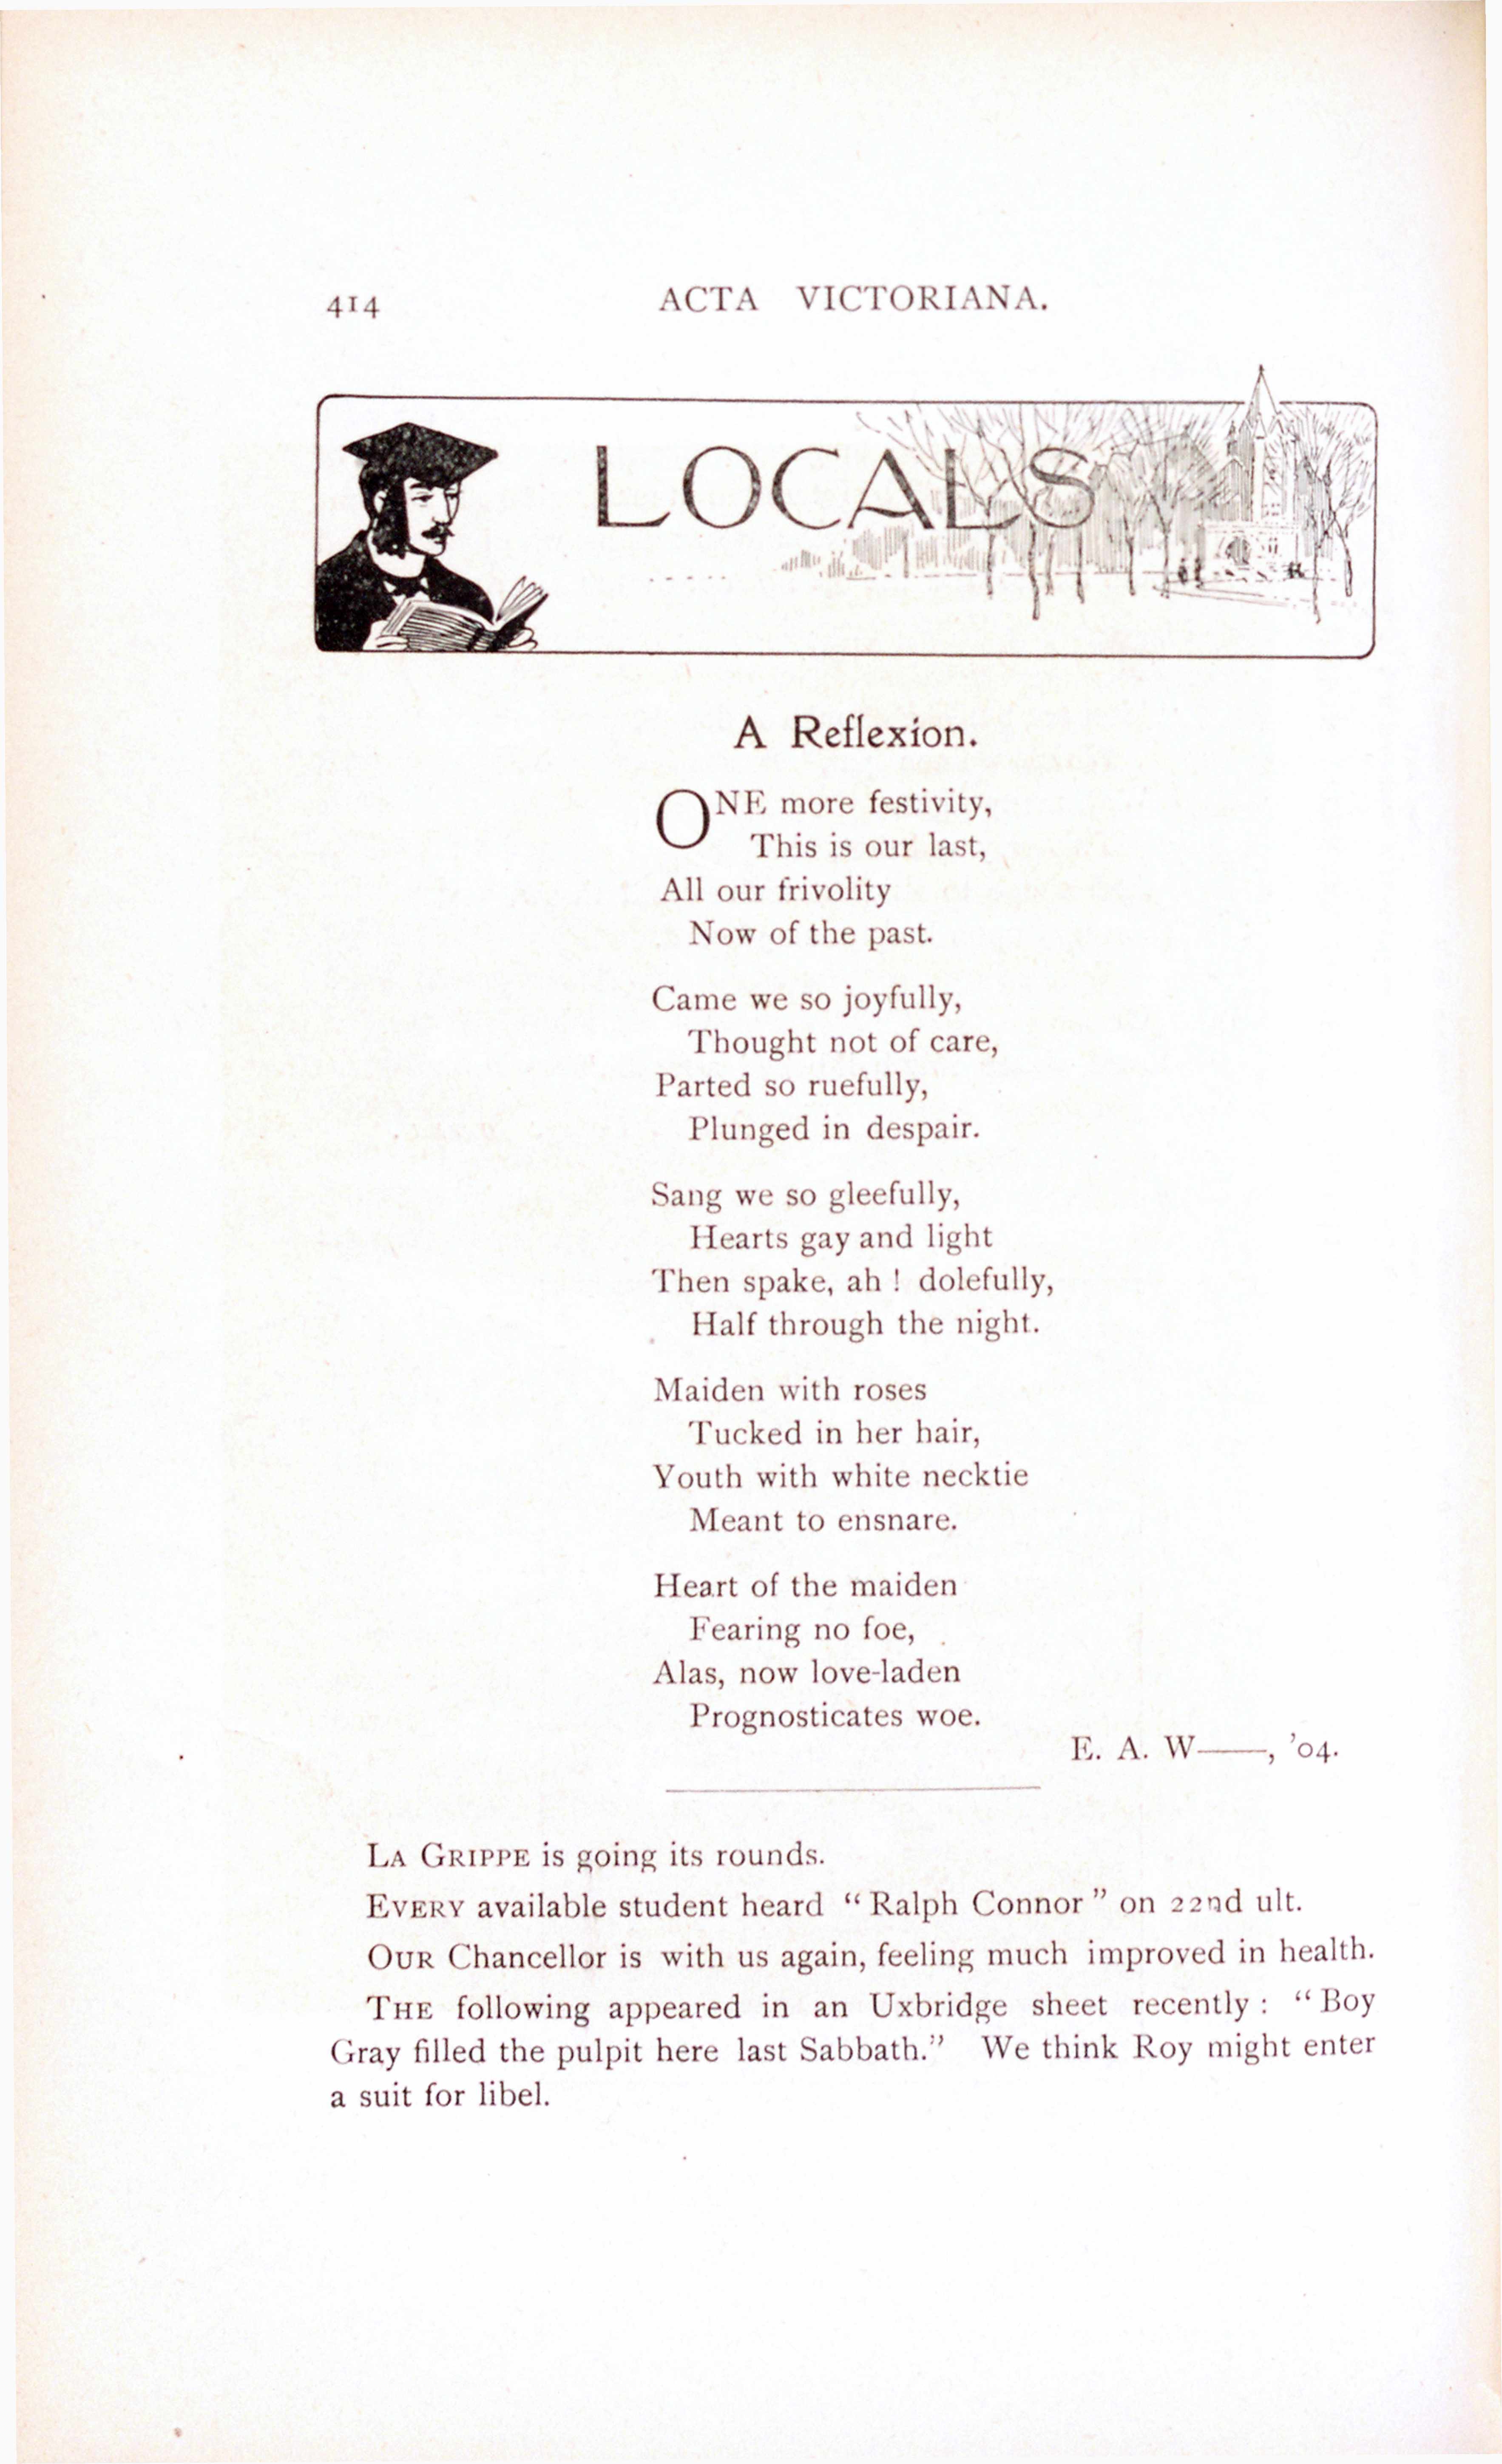 414
ACTA VICTORIANA.
LOCALS
A Reflexion.
ONE more festivity,
This is our last,
All our frivolity
Now of the past.
Came we so joyfully,
Thought not of care,
Parted so ruefully,
Plunged in despair.
Sang we so gleefully,
Hearts gay and light
Then spake, ah ! dolefully,
Half through the night.
Maiden with roses
Tucked in her hair,
Youth with white necktie
Meant to ensnare.
Heart of the maiden
Fearing no foe,
Alas, now love-laden
Prognosticates woe.
E. A. W——, ’04.
LA GRIPPE is going its rounds.
EVERY available student heard “ Ralph Connor ” on 22nd ult.
OUR Chancellor is with us again, feeling much improved in health.
THE following appeared in an Uxbridge sheet recently : “ Boy
Gray filled the pulpit here last Sabbath.” We think Roy might enter
a suit for libel.